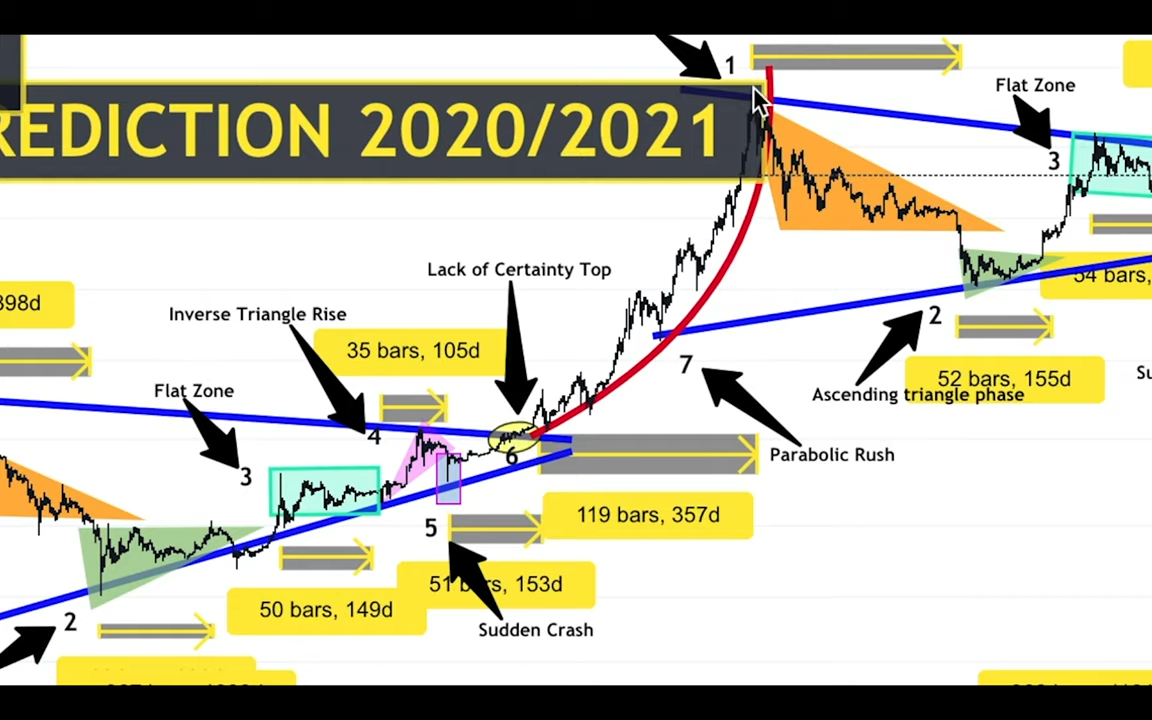 1
REDICTION 2020/2021
Flat Zone
3
Lack of Certainty Top
398d
Inverse Triangle Rise
35 bars, 105d
54 bars,
2
7
52 bars, 155d
Ascending triangle phase
Flat Zone
4
3
6
Parabolic Rush
119 bars, 357d
5
51 bars, 153d
50 bars, 149d
2
Sudden Crash